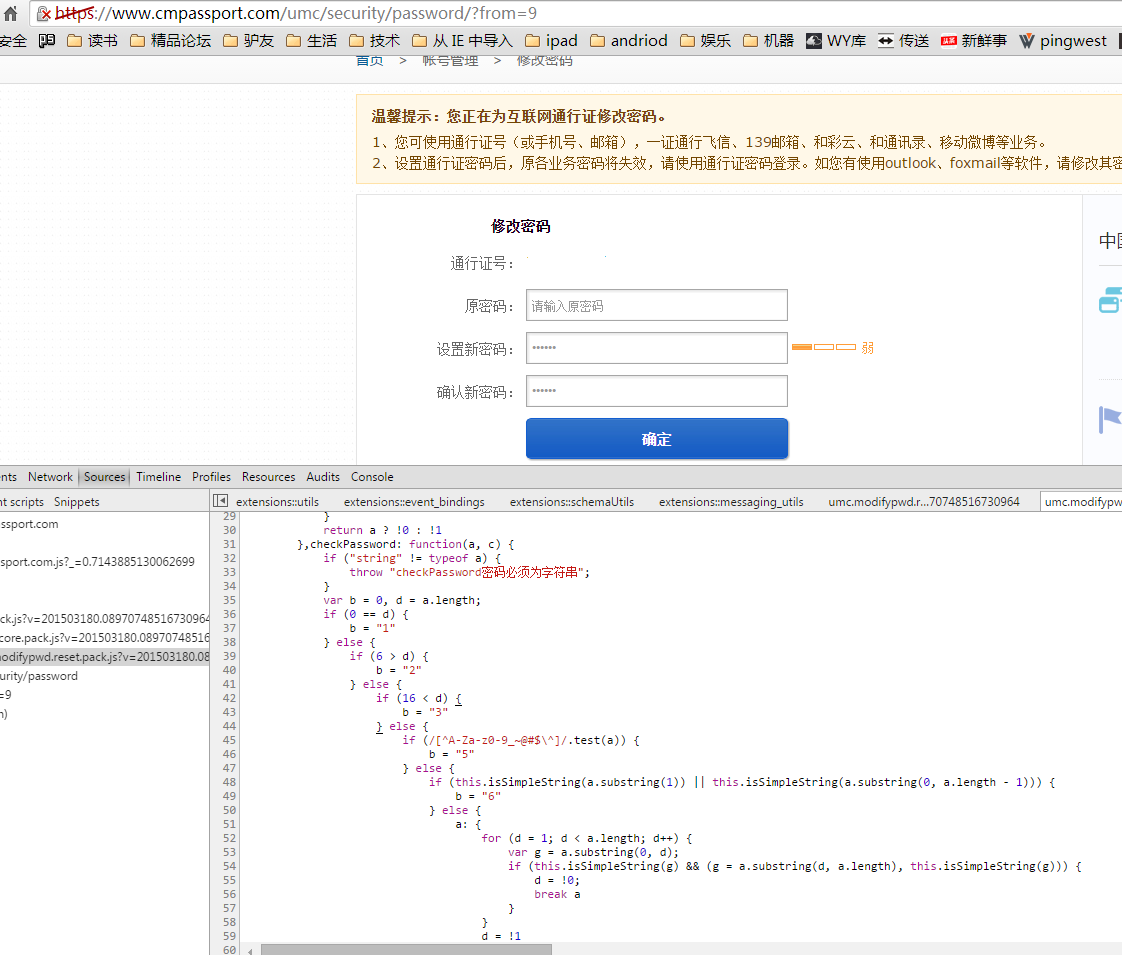 https://www.cmpassport.com/umc/security/password/?from=9
安全 读书 精品论坛 驴友 生活 技术 从 IE 中导入 ipad andriod 娱乐 机器 WY库 传送 头条 新鲜事 pingwest
首页 > 帐号管理 > 修改密码
温馨提示：您正在为互联网通行证修改密码。
1、您可使用通行证号（或手机号、邮箱），一证通行飞信、139邮箱、和彩云、和通讯录、移动微博等业务。
2、设置通行证密码后，原各业务密码将失效，请使用通行证密码登录。如您有使用outlook、foxmail等软件，请修改其密
修改密码
中国
通行证号：
原密码： 请输入原密码
设置新密码： •••••• 弱
确认新密码： ••••••
确定
nts Network Sources Timeline Profiles Resources Audits Console
nt scripts Snippets
extensions::utils extensions::event_bindings extensions::schemaUtils extensions::messaging_utils umc.modifypwd.r...70748516730964 umc.modifypw
ssport.com
sport.com.js?_=0.7143885130062699
ck.js?v=201503180.08970748516730964
core.pack.js?v=201503180.08970748516
modifypwd.reset.pack.js?v=201503180.08
urity/password
=9
n)
29 }
30 return a ? !0 : !1
31 },checkPassword: function(a, c) {
32 if ("string" != typeof a) {
33 throw "checkPassword密码必须为字符串";
34 }
35 var b = 0, d = a.length;
36 if (0 == d) {
37 b = "1"
38 } else {
39 if (6 > d) {
40 b = "2"
41 } else {
42 if (16 < d) {
43 b = "3"
44 } else {
45 if (/[^A-Za-z0-9_~@#$\^]/.test(a)) {
46 b = "5"
47 } else {
48 if (this.isSimpleString(a.substring(1)) || this.isSimpleString(a.substring(0, a.length - 1))) {
49 b = "6"
50 } else {
51 a: {
52 for (d = 1; d < a.length; d++) {
53 var g = a.substring(0, d);
54 if (this.isSimpleString(g) && (g = a.substring(d, a.length), this.isSimpleString(g))) {
55 d = !0;
56 break a
57 }
58 }
59 d = !1
60